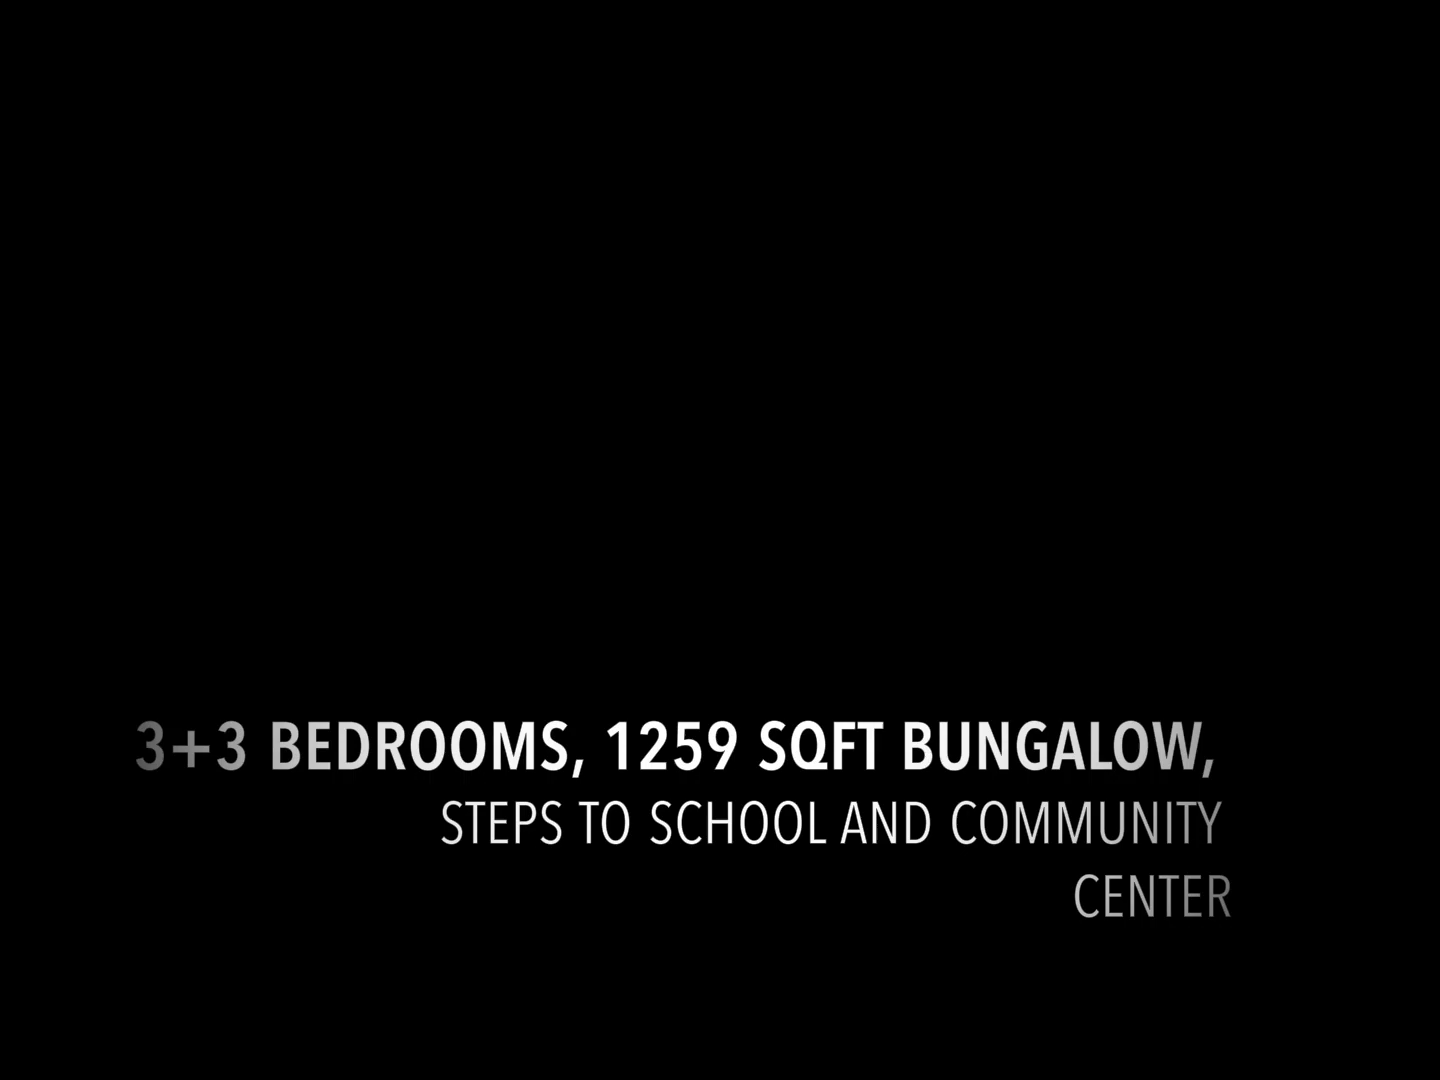 3+3 BEDROOMS, 1259 SQFT BUNGALOW,
STEPS TO SCHOOL AND COMMUNITY
CENTER